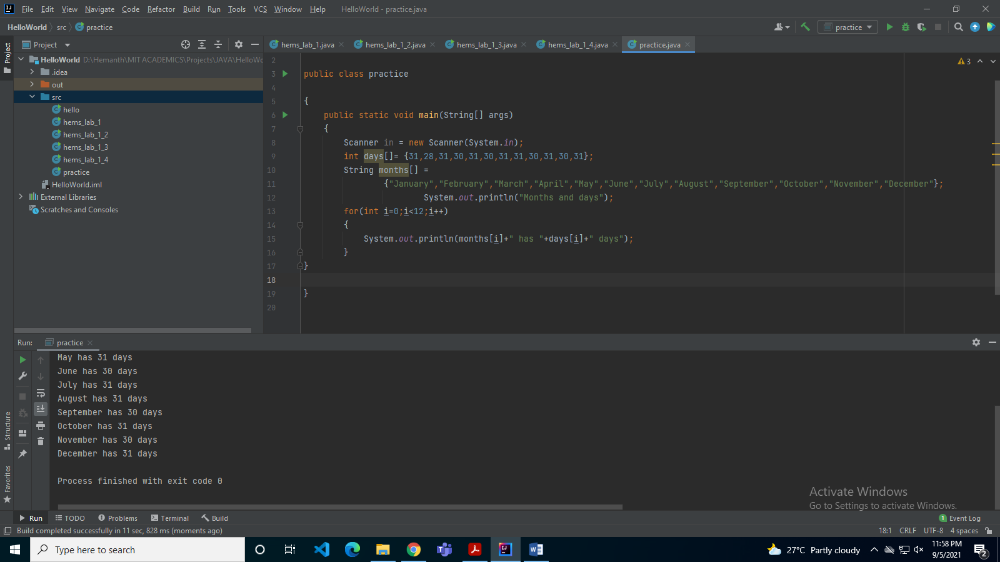 File Edit View Navigate Code Refactor Build Run Tools VCS Window Help HelloWorld - practice.java
HelloWorld src practice practice
Project hems_lab_1.java hems_lab_1_2.java hems_lab_1_3.java hems_lab_1_4.java practice.java
Project
HelloWorld D:\Hemanth\MIT ACADEMICS\Projects\JAVA\HelloWo
.idea
out
src
hello
hems_lab_1
hems_lab_1_2
hems_lab_1_3
hems_lab_1_4
practice
HelloWorld.iml
External Libraries
Scratches and Consoles
3
2
3 public class practice
4
5 {
6 public static void main(String[] args)
7 {
8 Scanner in = new Scanner(System.in);
9 int days[]= {31,28,31,30,31,30,31,31,30,31,30,31};
10 String months[] =
11 {"January","February","March","April","May","June","July","August","September","October","November","December"};
12 System.out.println("Months and days");
13 for(int i=0;i<12;i++)
14 {
15 System.out.println(months[i]+" has "+days[i]+" days");
16 }
17 }
18
19 }
20
Run: practice
May has 31 days
June has 30 days
July has 31 days
August has 31 days
September has 30 days
October has 31 days
November has 30 days
December has 31 days
Process finished with exit code 0
Structure
Favorites
Activate Windows
Go to Settings to activate Windows.
Run TODO Problems Terminal Build 1 Event Log
Build completed successfully in 11 sec, 828 ms (moments ago) 18:1 CRLF UTF-8 4 spaces
Type here to search 27°C Partly cloudy 11:58 PM
9/5/2021
2